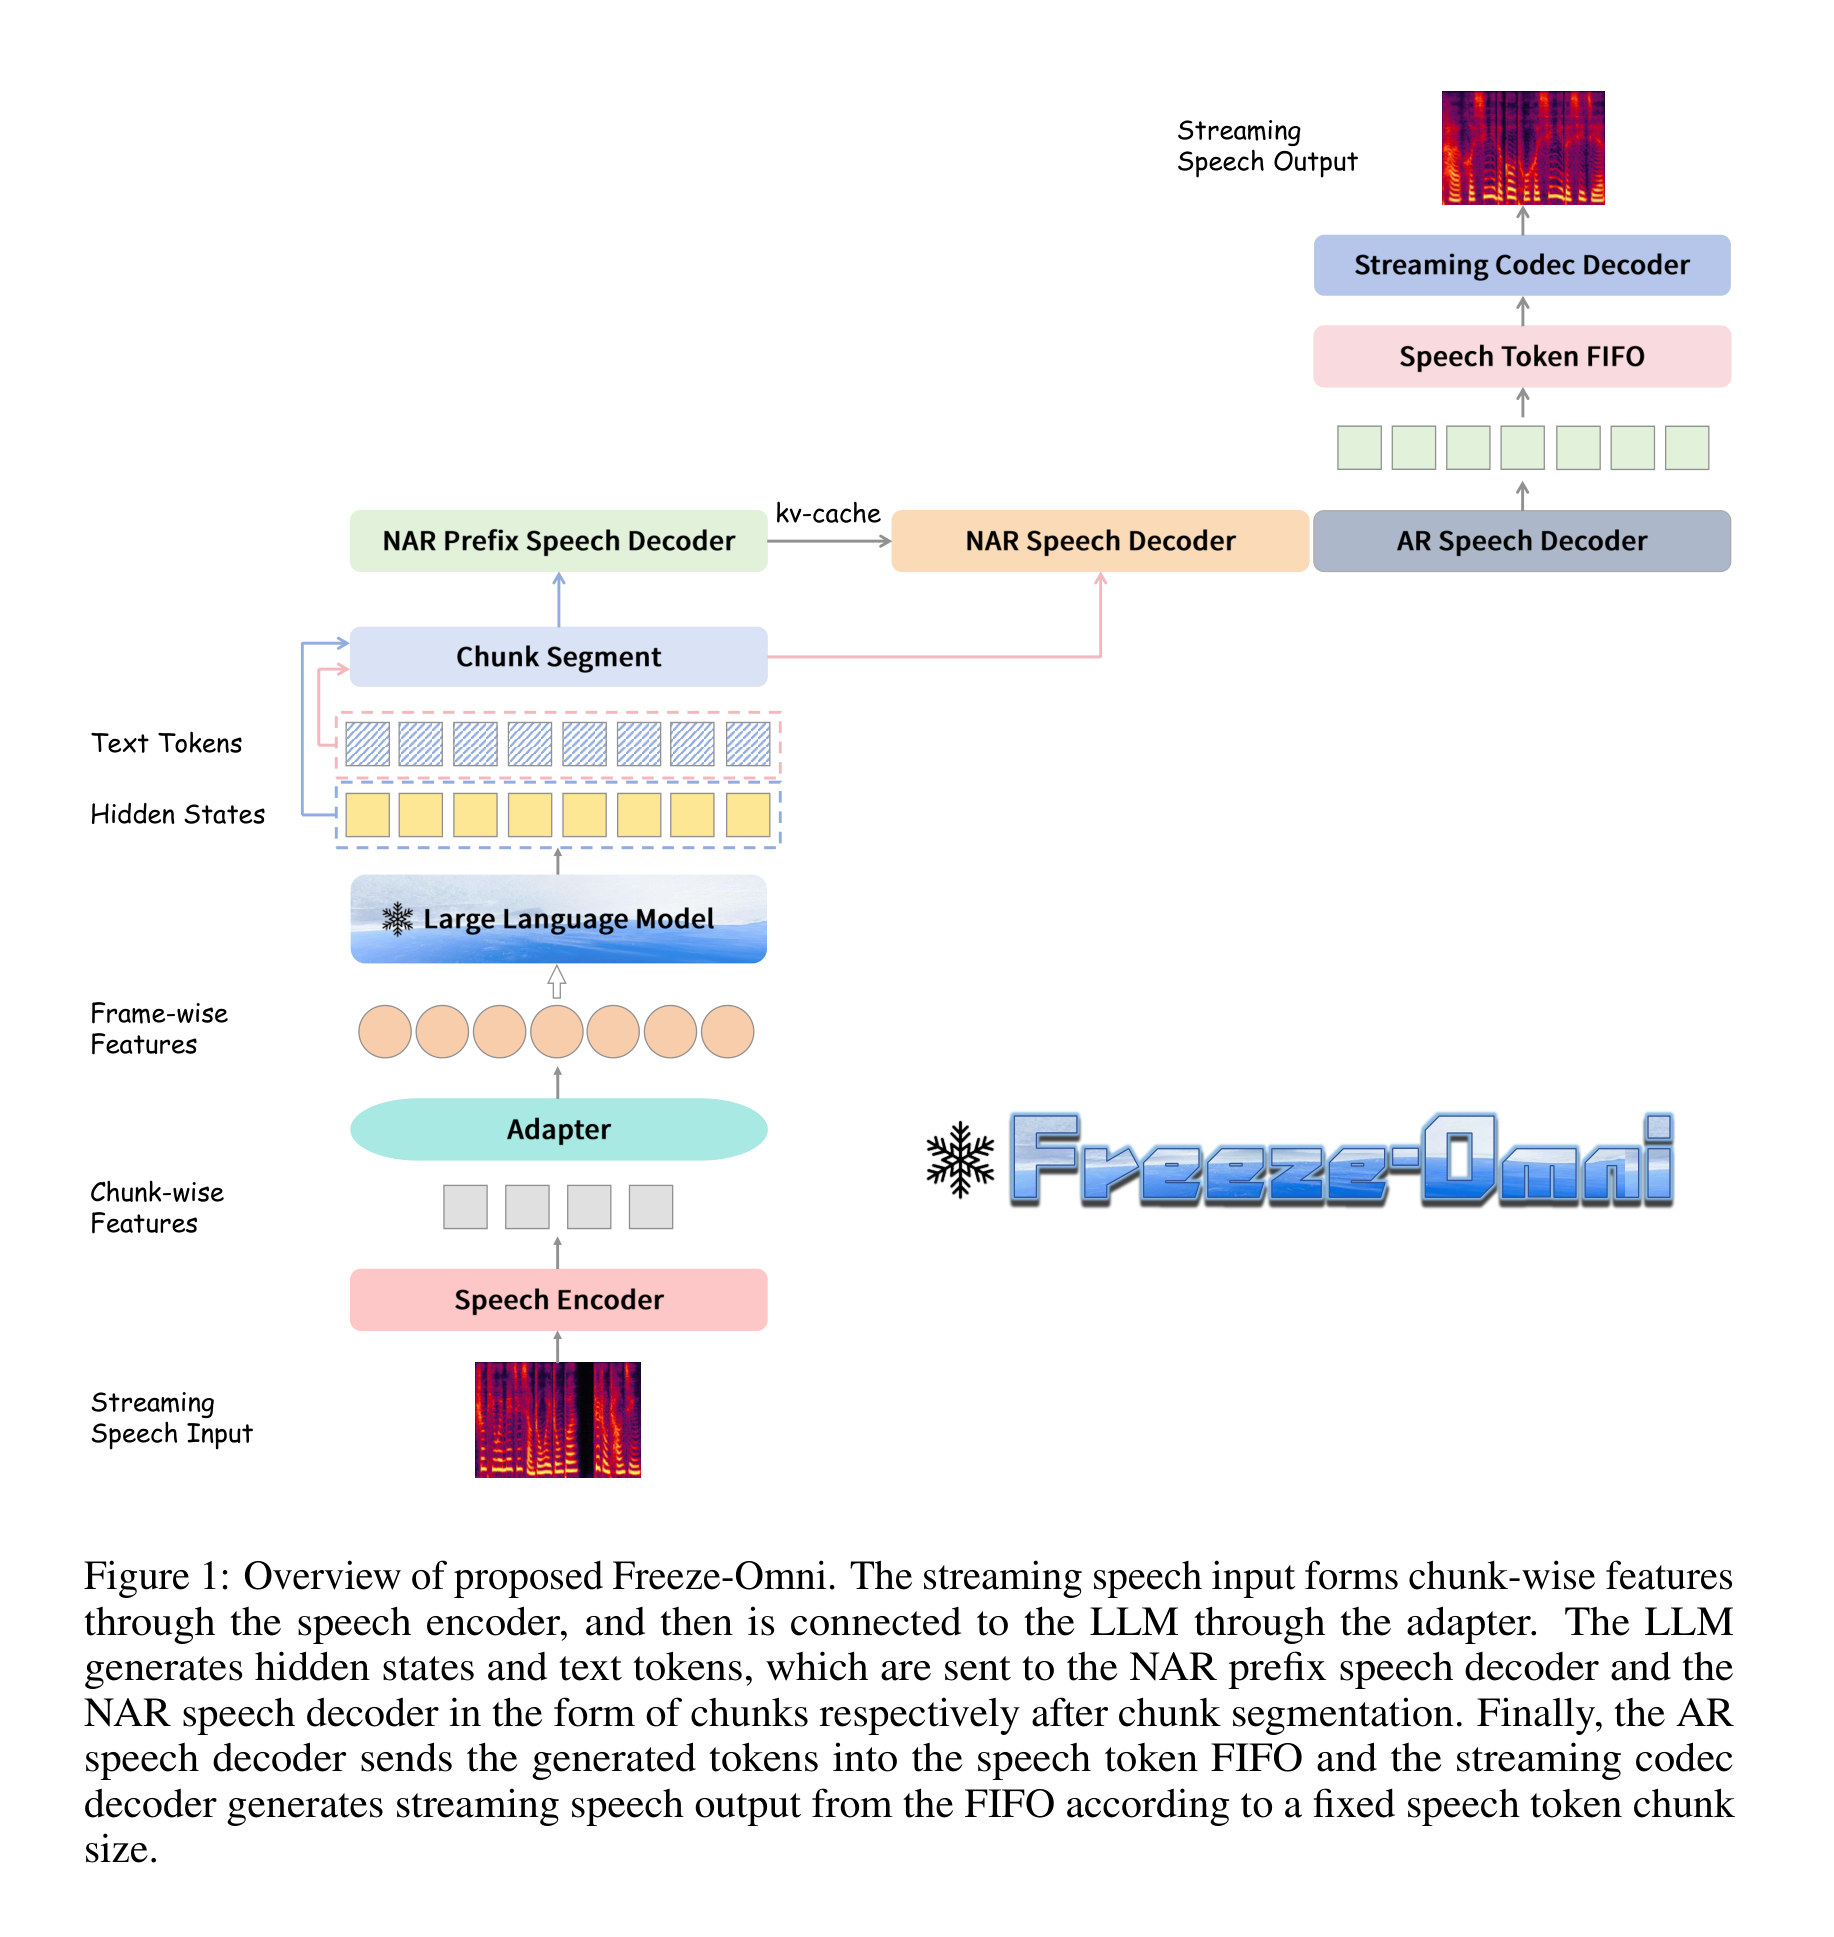 Streaming
Speech Output
Streaming Codec Decoder
Speech Token FIFO
NAR Prefix Speech Decoder
kv-cache
NAR Speech Decoder
AR Speech Decoder
Chunk Segment
Text Tokens
Hidden States
Large Language Model
Frame-wise
Features
Adapter
Freeze-Omni
Chunk-wise
Features
Speech Encoder
Streaming
Speech Input
Figure 1: Overview of proposed Freeze-Omni. The streaming speech input forms chunk-wise features
through the speech encoder, and then is connected to the LLM through the adapter. The LLM
generates hidden states and text tokens, which are sent to the NAR prefix speech decoder and the
NAR speech decoder in the form of chunks respectively after chunk segmentation. Finally, the AR
speech decoder sends the generated tokens into the speech token FIFO and the streaming codec
decoder generates streaming speech output from the FIFO according to a fixed speech token chunk
size.